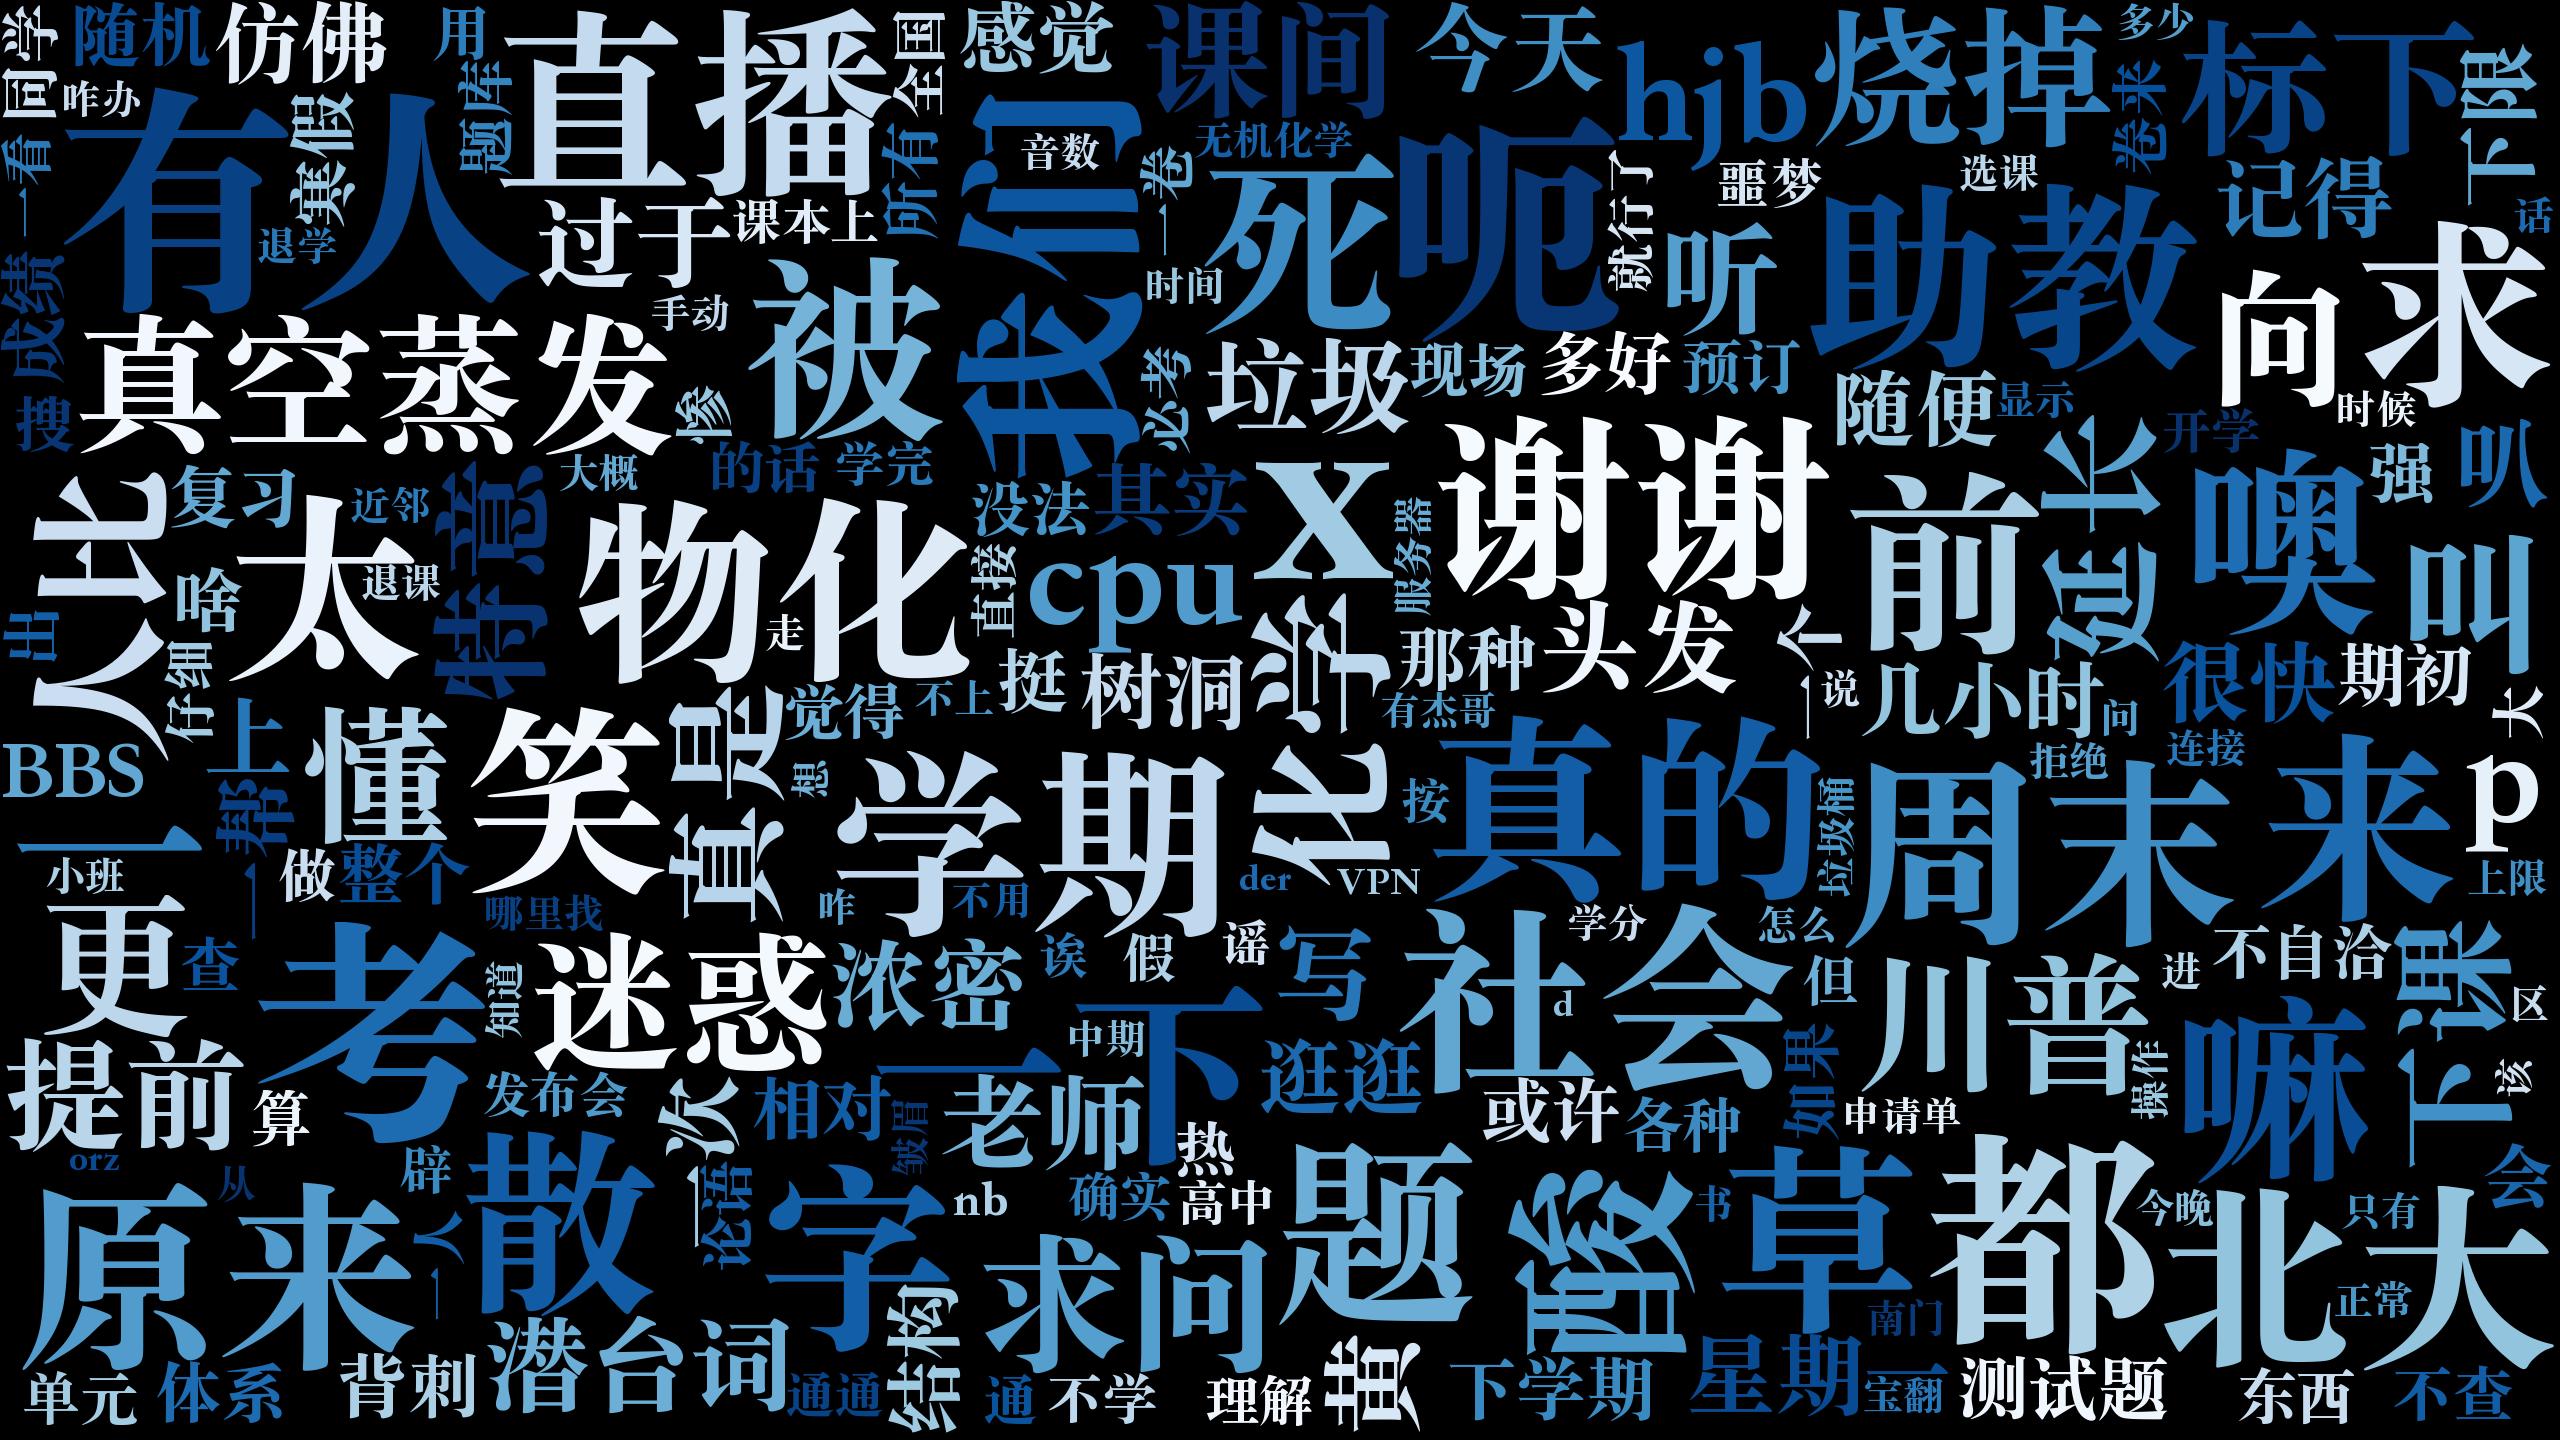 同学
随机
仿佛
用
直播
全国
感觉
课间
今天
hjb
烧掉
多少
标下
下限
咋办
有人
寒假
题库
所有
我们
音数
一卷
无机化学
死
呃
就行了
噩梦
选课
卷来
记得
话
一看
退学
过于
课本上
时间
听
助教
向
求
成绩
真空蒸发
手动
被
必考
垃圾
现场
多好
预订
随便
显示
时候
搜
惨
的话
学完
大概
谢谢
延长
开学
强
叭
人比
复习
近邻
特意
没法
其实
x
服务器
前
噢
叫
啥
太
退课
物化
走
直接
cpu
出
仔细
挺
树洞
化学
那种
头发
一个
说
几小时
问
很快
期初
大
BBS
上
懂
笑
真是
觉得
不上
想
有杰哥
拒绝
连接
p
一
一帮
学期
按
真的
垃圾桶
周末
来
小班
做
整个
哪里找
咋
不用
der
VPN
上限
更
查
考
知道
迷惑
浓密
诶
假
谣
写
社会
学分
怎么
但
川普
进
不自洽
下课
区
提前
算
发布会
次
相对
皱眉
一下
中期
老师
逛逛
d
或许
各种
如果
申请单
操作
嘛
该
orz
从
辟
散
一论语
字
nb
热
确实
高中
题
酸
书
草
都
今晚
北大
只有
会
原来
一人
结构
求问
黄
南门
正常
单元
体系
背刺
潜台词
通通
通
不学
理解
下学期
星期
宝翻
测试题
东西
不查